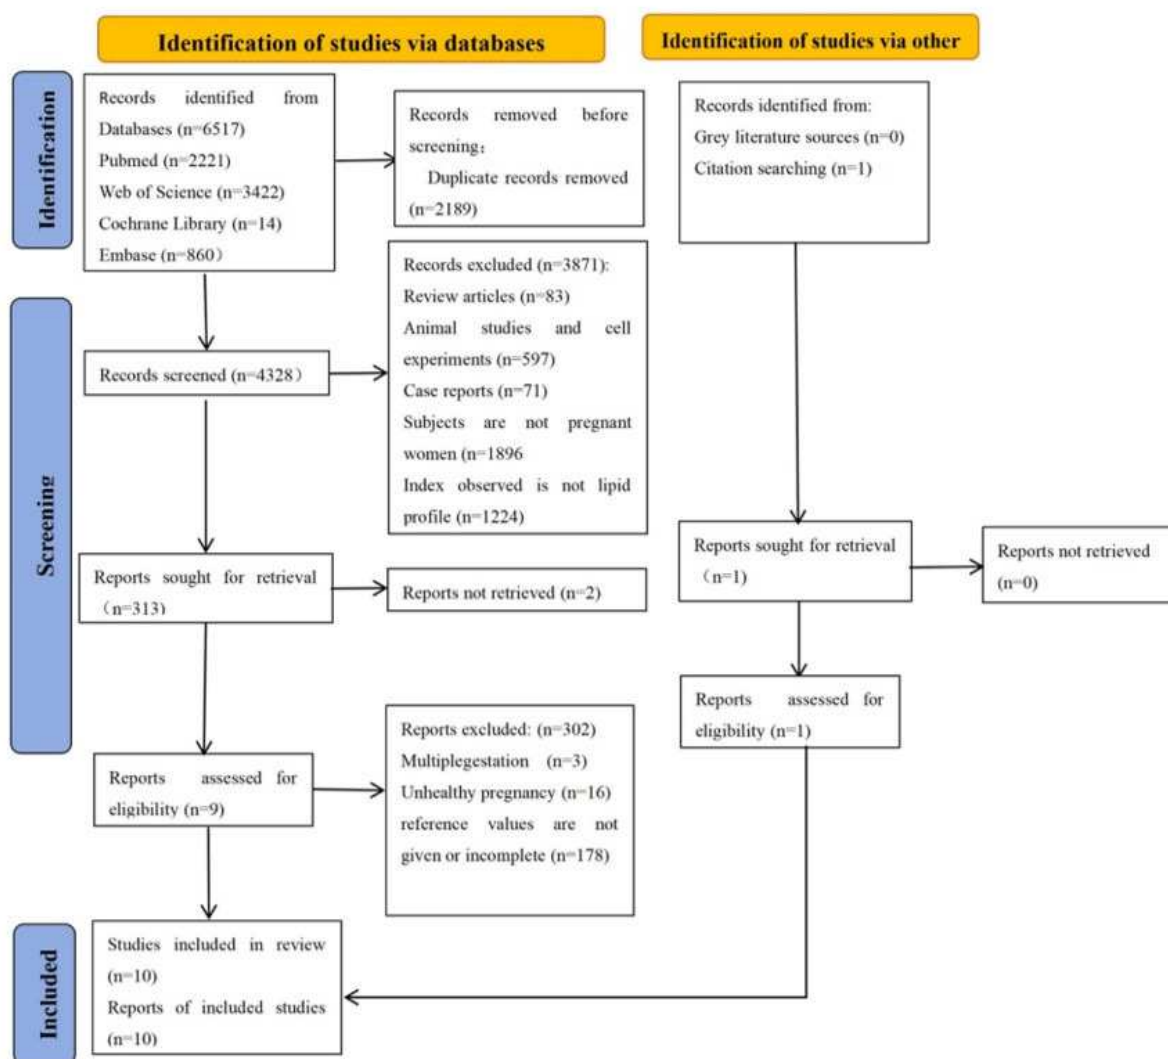 Identification of studies via databases
Identification of studies via other
Identification
Records identified from
Databases (n=6517)
Pubmed (n=2221)
Web of Science (n=3422)
Cochrane Library (n=14)
Embase (n=860）
Records removed before
screening：
Duplicate records removed
(n=2189)
Records identified from:
Grey literature sources (n=0)
Citation searching (n=1)
Screening
Records screened (n=4328）
Records excluded (n=3871):
Review articles (n=83)
Animal studies and cell
experiments (n=597)
Case reports (n=71)
Subjects are not pregnant
women (n=1896
Index observed is not lipid
profile (n=1224)
Reports sought for retrieval
（n=313)
Reports not retrieved (n=2)
Reports sought for retrieval
（n=1)
Reports not retrieved
(n=0)
Reports assessed for
eligibility (n=9)
Reports excluded: (n=302)
Multiplegestation (n=3)
Unhealthy pregnancy (n=16)
reference values are not
given or incomplete (n=178)
Reports assessed for
eligibility (n=1)
Included
Studies included in review
(n=10)
Reports of included studies
(n=10)